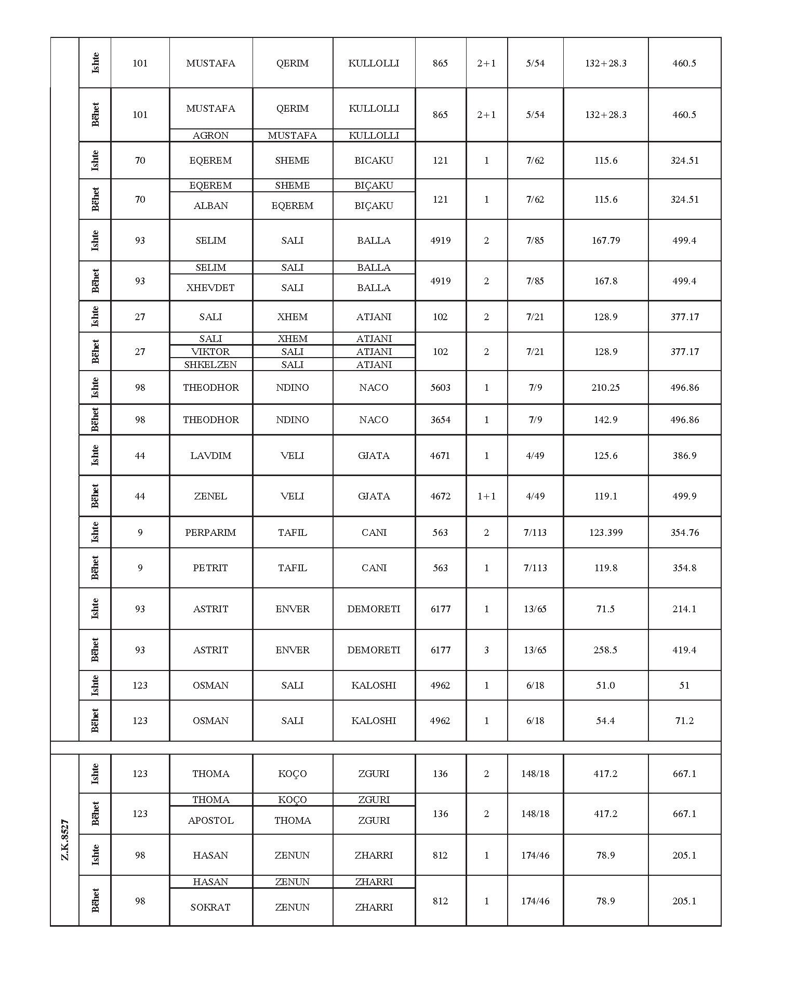 Ishte 101 MUSTAFA QERIM KULLOLLI 865 2+1 5/54 132+28.3 460.5
Bëhet 101 MUSTAFA QERIM KULLOLLI 865 2+1 5/54 132+28.3 460.5
AGRON MUSTAFA KULLOLLI
Ishte 70 EQEREM SHEME BICAKU 121 1 7/62 115.6 324.51
EQEREM SHEME BIÇAKU
Bëhet 70 ALBAN EQEREM BIÇAKU 121 1 7/62 115.6 324.51
Ishte 93 SELIM SALI BALLA 4919 2 7/85 167.79 499.4
SELIM SALI BALLA
Bëhet 93 XHEVDET SALI BALLA 4919 2 7/85 167.8 499.4
Ishte 27 SALI XHEM ATJANI 102 2 7/21 128.9 377.17
SALI XHEM ATJANI
Bëhet 27 VIKTOR SALI ATJANI 102 2 7/21 128.9 377.17
SHKELZEN SALI ATJANI
Ishte 98 THEODHOR NDINO NACO 5603 1 7/9 210.25 496.86
Bëhet 98 THEODHOR NDINO NACO 3654 1 7/9 142.9 496.86
Ishte 44 LAVDIM VELI GJATA 4671 1 4/49 125.6 386.9
Bëhet 44 ZENEL VELI GJATA 4672 1+1 4/49 119.1 499.9
Ishte 9 PERPARIM TAFIL CANI 563 2 7/113 123.399 354.76
Bëhet 9 PETRIT TAFIL CANI 563 1 7/113 119.8 354.8
Ishte 93 ASTRIT ENVER DEMORETI 6177 1 13/65 71.5 214.1
Bëhet 93 ASTRIT ENVER DEMORETI 6177 3 13/65 258.5 419.4
Ishte 123 OSMAN SALI KALOSHI 4962 1 6/18 51.0 51
Bëhet 123 OSMAN SALI KALOSHI 4962 1 6/18 54.4 71.2
Z.K.8527
Ishte 123 THOMA KOÇO ZGURI 136 2 148/18 417.2 667.1
THOMA KOÇO ZGURI
Bëhet 123 APOSTOL THOMA ZGURI 136 2 148/18 417.2 667.1
Ishte 98 HASAN ZENUN ZHARRI 812 1 174/46 78.9 205.1
HASAN ZENUN ZHARRI
Bëhet 98 SOKRAT ZENUN ZHARRI 812 1 174/46 78.9 205.1